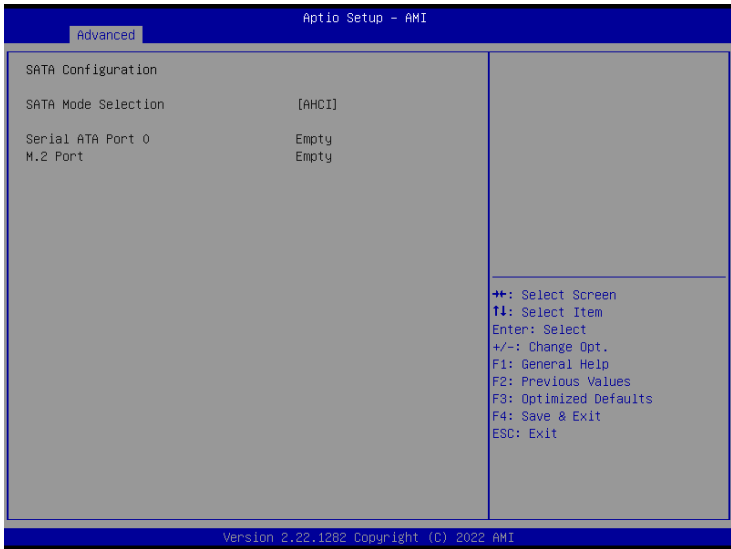 Aptio Setup - AMI
Advanced
SATA Configuration
SATA Mode Selection [AHCI]
Serial ATA Port 0 Empty
M.2 Port Empty
→←: Select Screen
↑↓: Select Item
Enter: Select
+/-: Change Opt.
F1: General Help
F2: Previous Values
F3: Optimized Defaults
F4: Save & Exit
ESC: Exit
Version 2.22.1282 Copyright (C) 2022 AMI